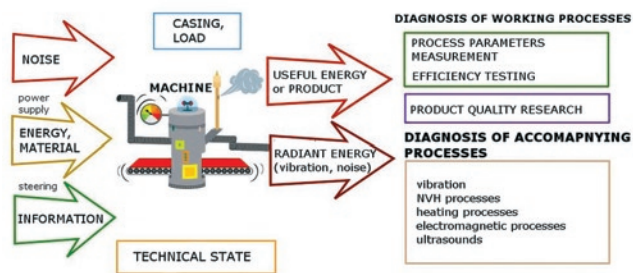 CASING,
LOAD
NOISE
MACHINE
power
supply
ENERGY,
MATERIAL
steering
INFORMATION
TECHNICAL STATE
USEFUL ENERGY
or PRODUCT
RADIANT ENERGY
(vibration, noise)
DIAGNOSIS OF WORKING PROCESSES
PROCESS PARAMETERS
MEASUREMENT
EFFICIENCY TESTING
PRODUCT QUALITY RESEARCH
DIAGNOSIS OF ACCOMAPNYING
PROCESSES
vibration
NVH processes
heating processes
electromagnetic processes
ultrasounds